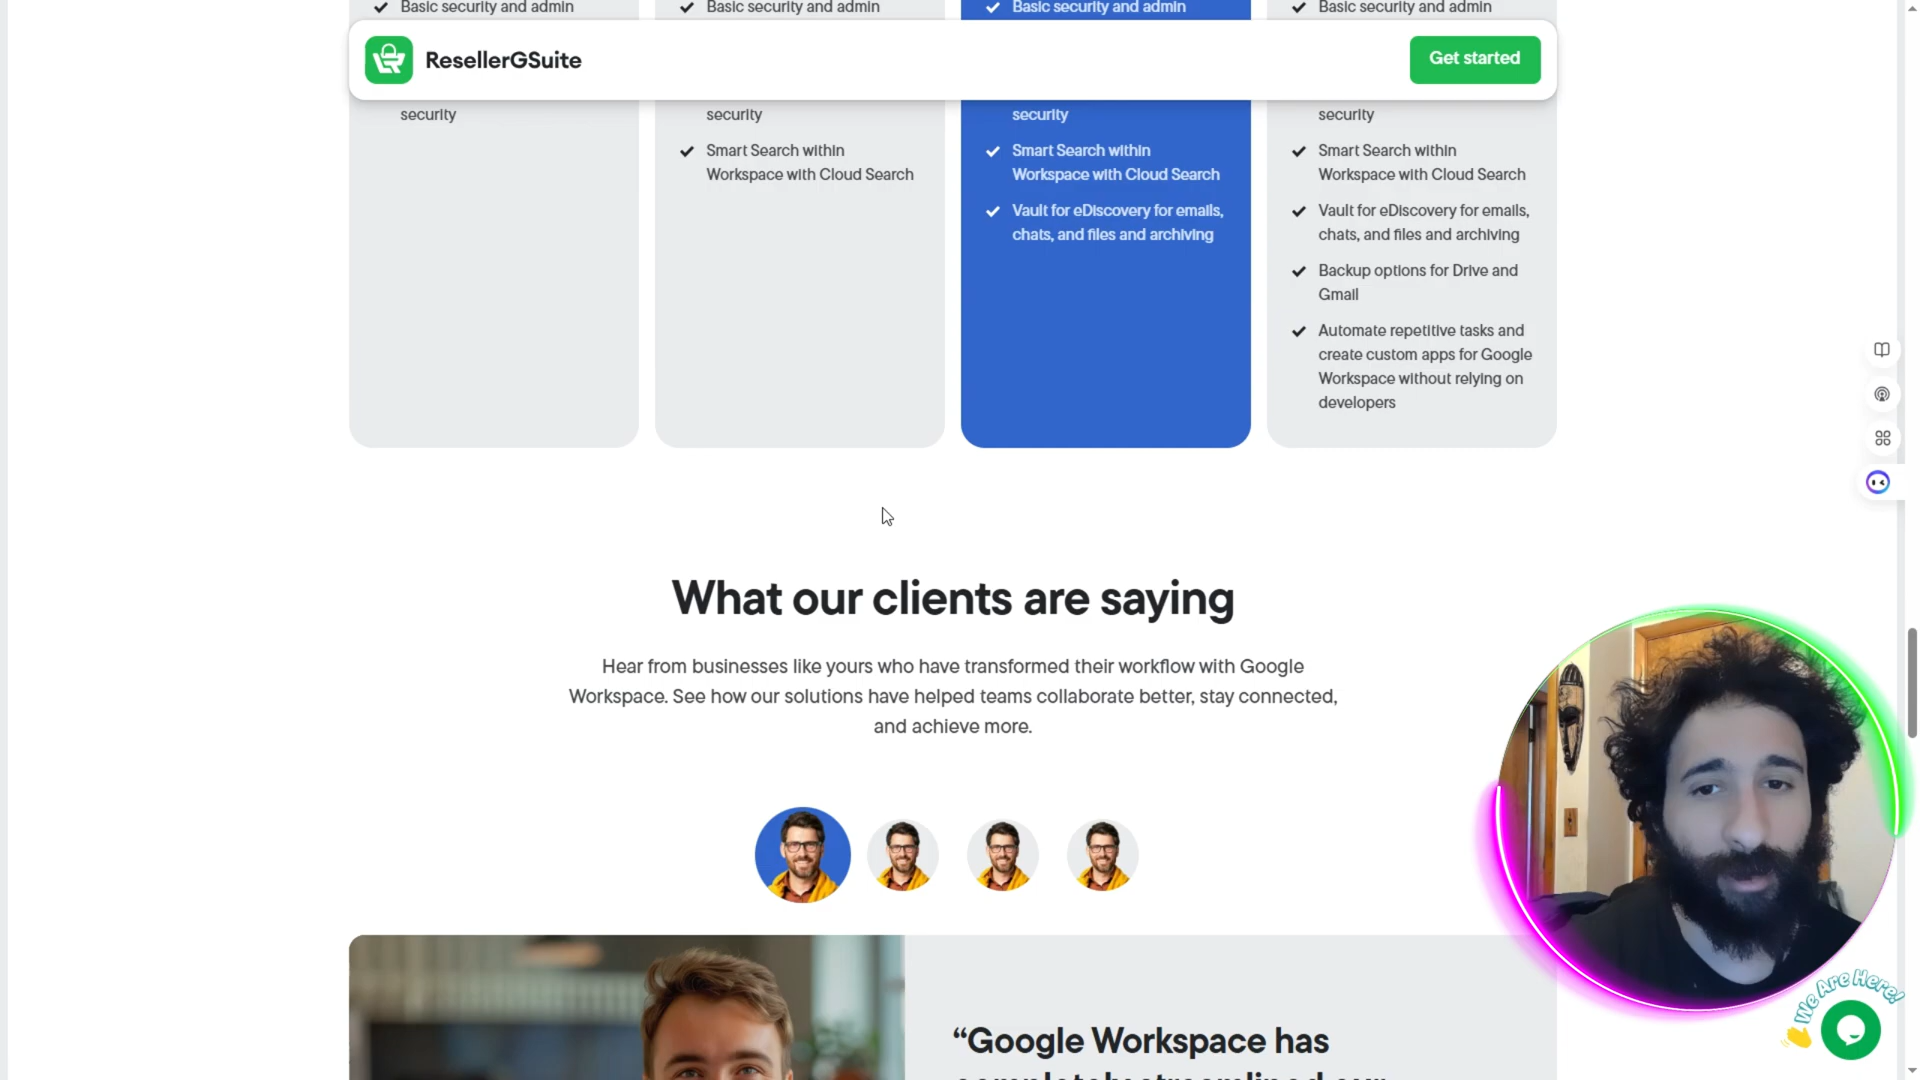 Basic security and admin
Basic security and admin
Basic security and admin
Basic security and admin
ResellerGSuite
Get started
security
security
security
security
Smart Search within
Workspace with Cloud Search
Smart Search within
Workspace with Cloud Search
Vault for eDiscovery for emails,
chats, and files and archiving
Smart Search within
Workspace with Cloud Search
Vault for eDiscovery for emails,
chats, and files and archiving
Backup options for Drive and
Gmail
Automate repetitive tasks and
create custom apps for Google
Workspace without relying on
developers
What our clients are saying
Hear from businesses like yours who have transformed their workflow with Google
Workspace. See how our solutions have helped teams collaborate better, stay connected,
and achieve more.
“Google Workspace has
completely streamlined our
We Are Here!